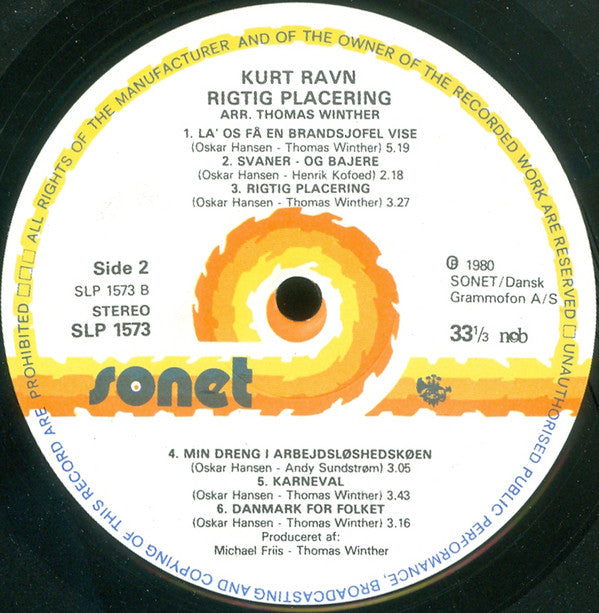 □□□ ALL RIGHTS OF THE MANUFACTURER AND OF THE OWNER OF THE RECORDED WORK ARE RESERVED □ UNAUTHORISED PUBLIC PERFORMANCE, BROADCASTING AND COPYING OF THIS RECORD ARE PROHIBITED
KURT RAVN
RIGTIG PLACERING
ARR. THOMAS WINTHER
1. LA' OS FÅ EN BRANDSJOFEL VISE
(Oskar Hansen - Thomas Winther) 5.19
2. SVANER - OG BAJERE
(Oskar Hansen - Henrik Kofoed) 2.18
3. RIGTIG PLACERING
(Oskar Hansen - Thomas Winther) 3.27
Side 2
SLP 1573 B
STEREO
SLP 1573
℗ 1980
SONET/Dansk
Grammofon A/S
33 1/3 ncb
sonet
4. MIN DRENG I ARBEJDSLØSHEDSKØEN
(Oskar Hansen - Andy Sundstrøm) 3.05
5. KARNEVAL
(Oskar Hansen - Thomas Winther) 3.43
6. DANMARK FOR FOLKET
(Oskar Hansen - Thomas Winther) 3.16
Produceret af:
Michael Friis - Thomas Winther